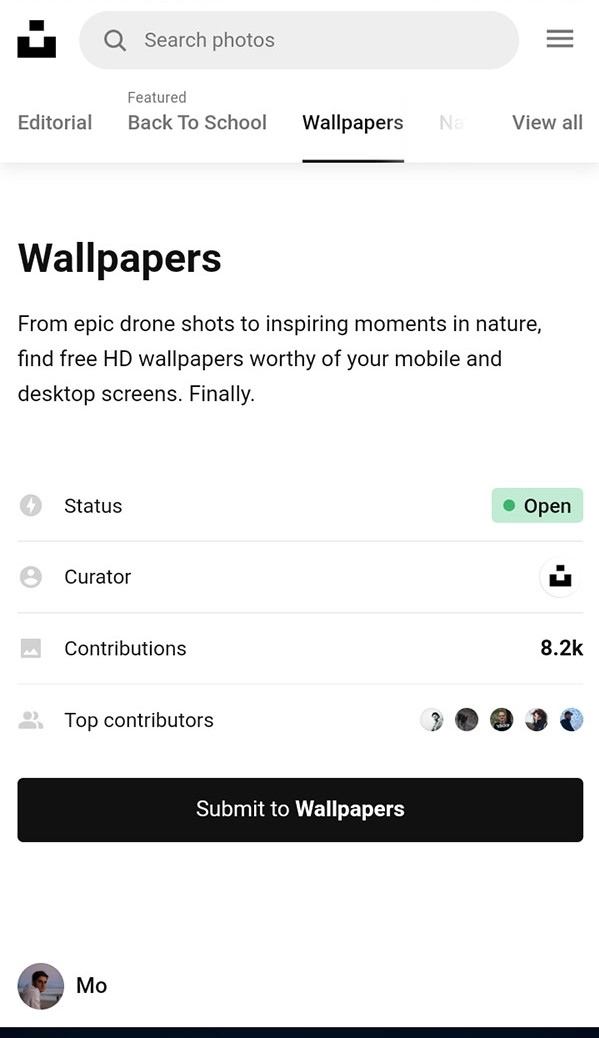 Search photos
Featured
Editorial
Back To School
Wallpapers
View all
Wallpapers
From epic drone shots to inspiring moments in nature,
find free HD wallpapers worthy of your mobile and
desktop screens. Finally.
Status
Open
Curator
Contributions
8.2k
Top contributors
Submit to Wallpapers
Mo